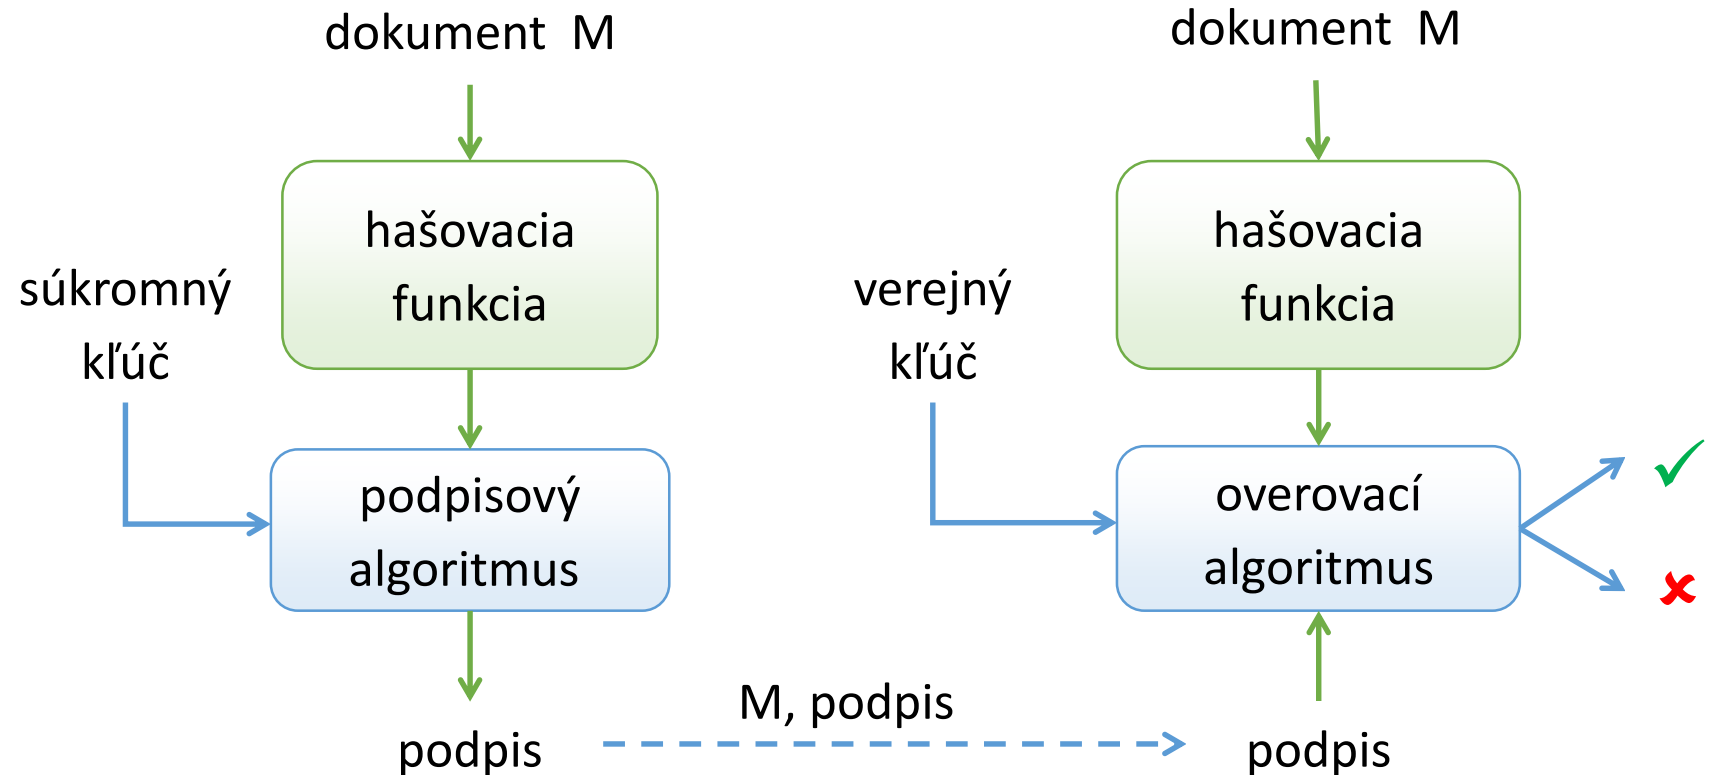 dokument M
hašovacia
funkcia
súkromný
kľúč
podpisový
algoritmus
podpis
M, podpis
dokument M
hašovacia
funkcia
verejný
kľúč
overovací
algoritmus
podpis